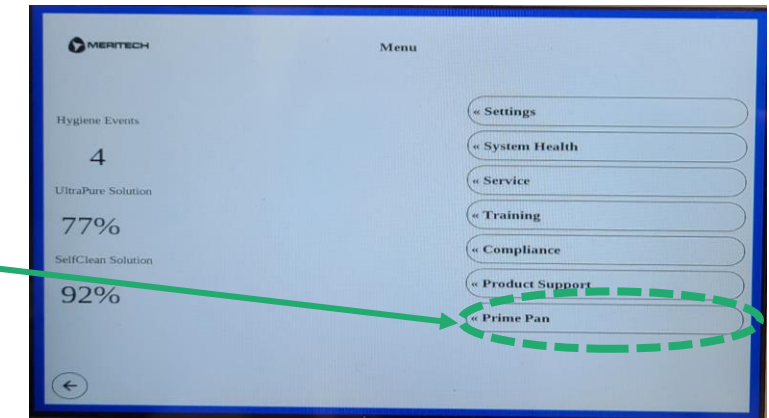 MERITECH
Menu
Hygiene Events
4
UltraPure Solution
77%
SelfClean Solution
92%
« Settings
« System Health
« Service
« Training
« Compliance
« Product Support
« Prime Pan